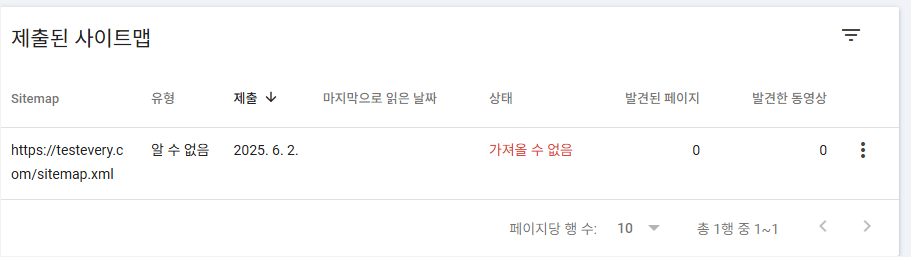 제출된 사이트맵
Sitemap 유형 제출 ↓ 마지막으로 읽은 날짜 상태 발견된 페이지 발견한 동영상
https://testevery.c 알 수 없음 2025. 6. 2. 가져올 수 없음 0 0
om/sitemap.xml
페이지당 행 수: 10 총 1행 중 1~1